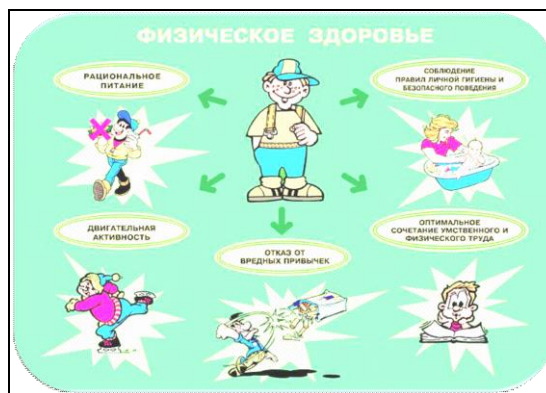 ФИЗИЧЕСКОЕ ЗДОРОВЬЕ
РАЦИОНАЛЬНОЕ
ПИТАНИЕ
СОБЛЮДЕНИЕ
ПРАВИЛ ЛИЧНОЙ ГИГИЕНЫ И
БЕЗОПАСНОГО ПОВЕДЕНИЯ
ДВИГАТЕЛЬНАЯ
АКТИВНОСТЬ
ОТКАЗ ОТ
ВРЕДНЫХ ПРИВЫЧЕК
ОПТИМАЛЬНОЕ
СОЧЕТАНИЕ УМСТВЕННОГО И
ФИЗИЧЕСКОГО ТРУДА